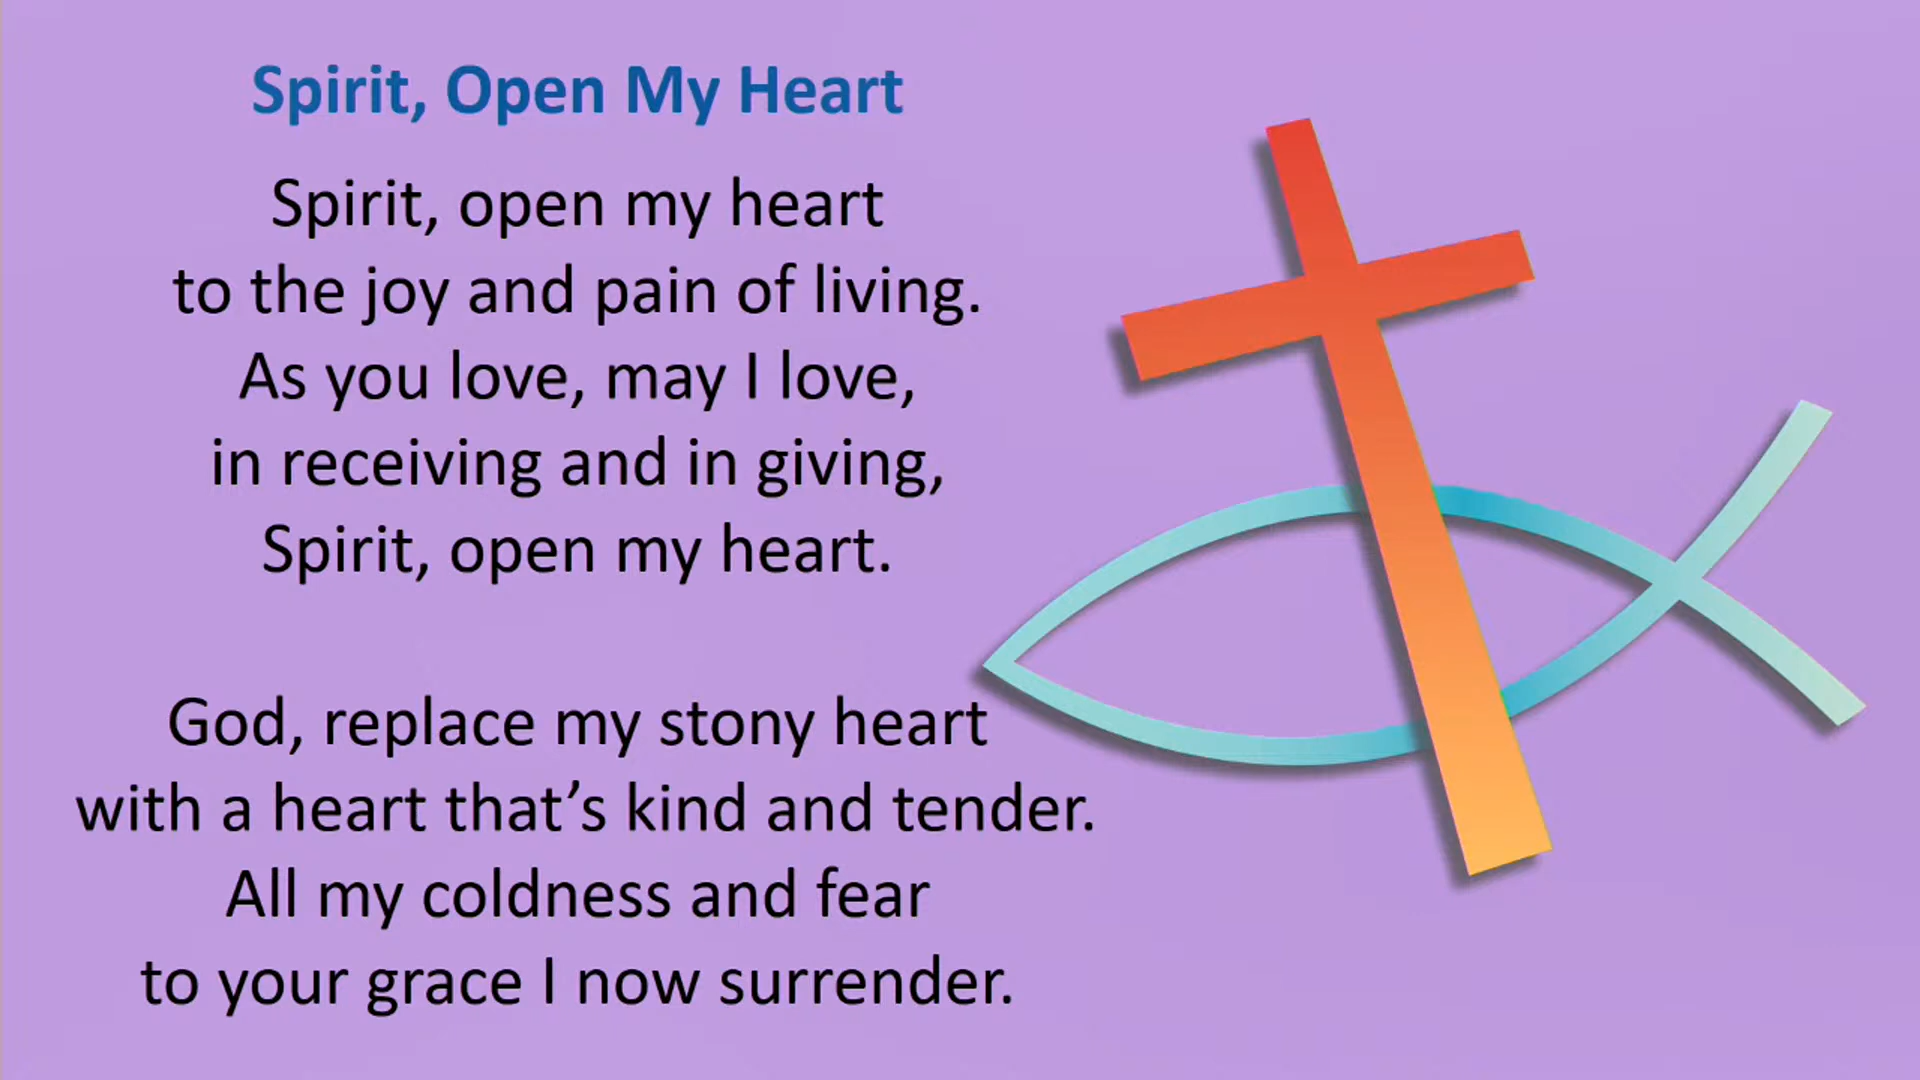 Spirit, Open My Heart
Spirit, open my heart
to the joy and pain of living.
As you love, may I love,
in receiving and in giving,
Spirit, open my heart.
God, replace my stony heart
with a heart that’s kind and tender.
All my coldness and fear
to your grace I now surrender.